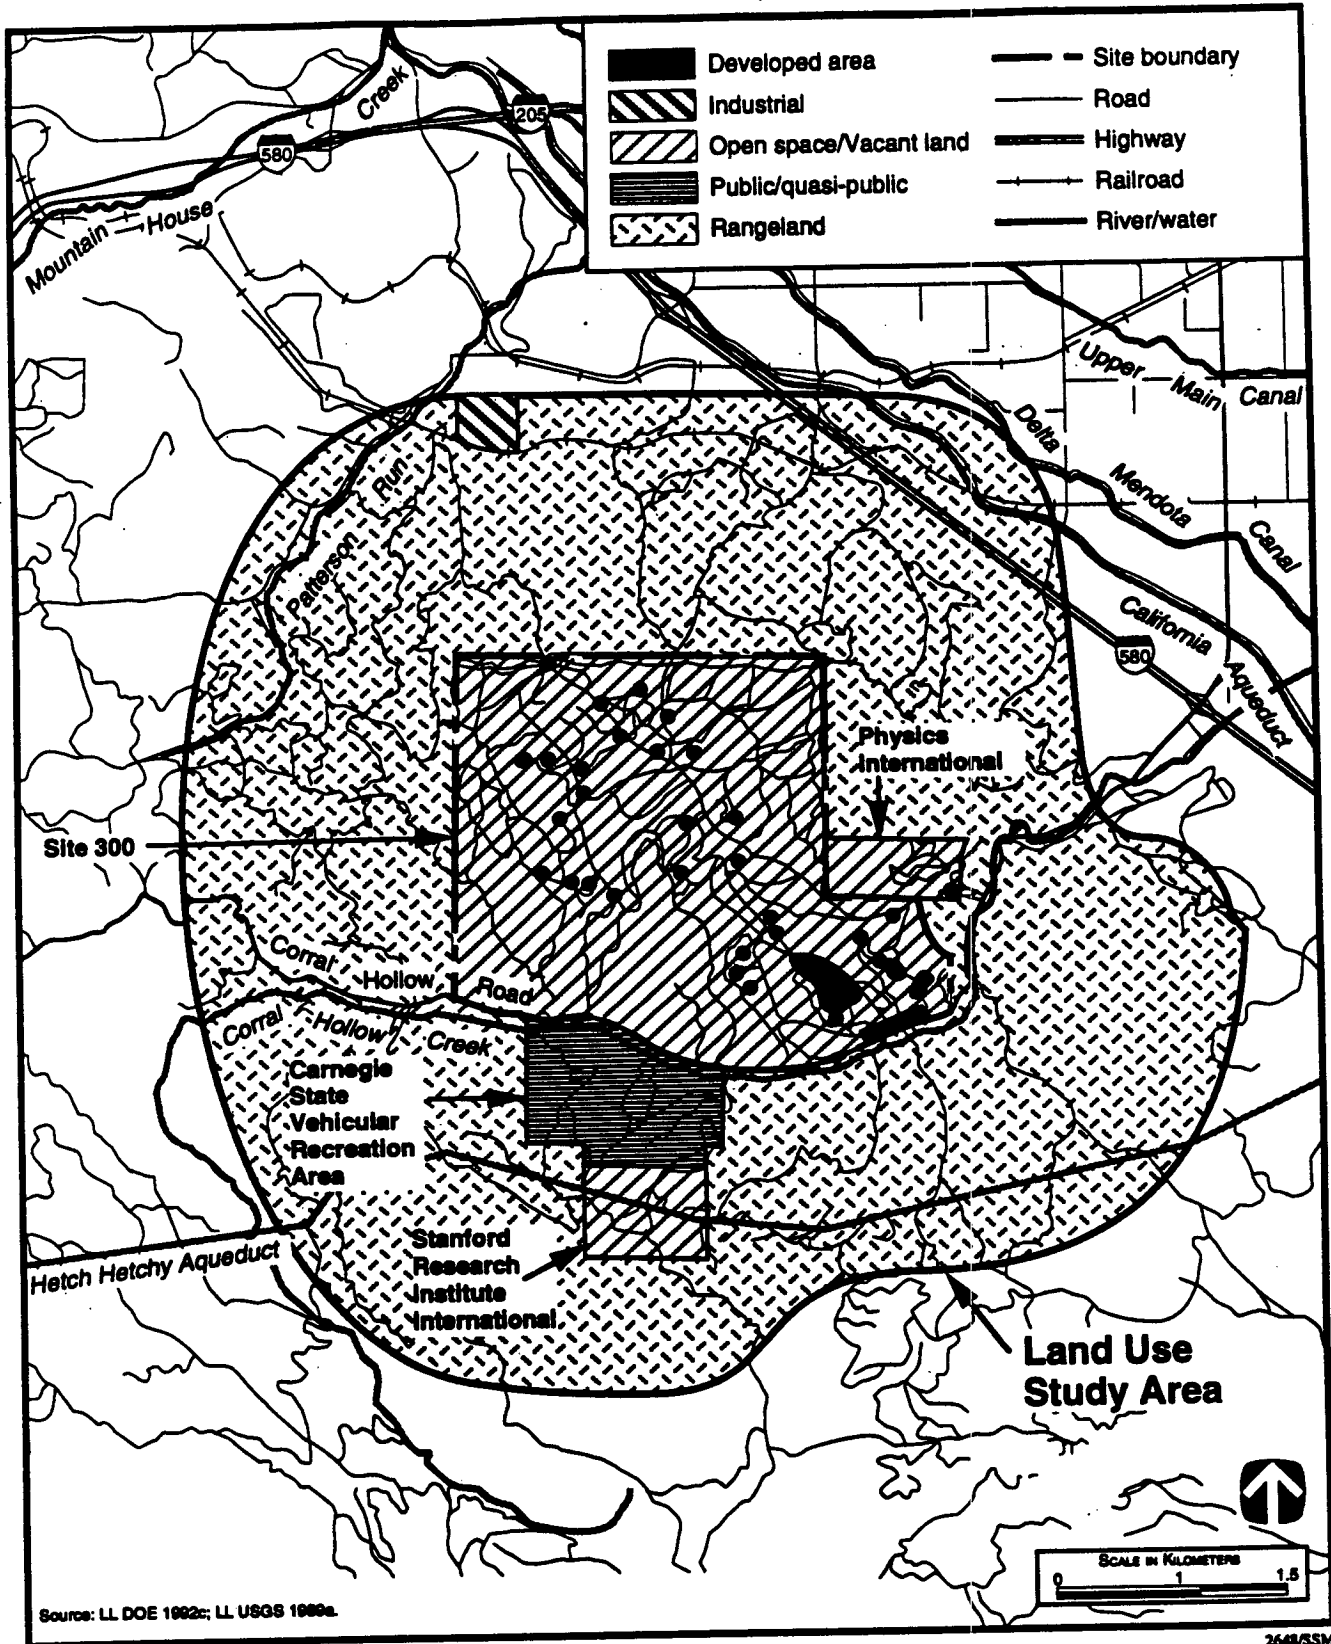 Developed area
Industrial
Open space/Vacant land
Public/quasi-public
Rangeland
Site boundary
Road
Highway
Railroad
River/water
Creek
205
580
Mountain House
Upper Main Canal
Delta Mendota Canal
Patterson Run
California Aqueduct
580
Physics
International
Site 300
Corral Hollow Road
Corral Hollow Creek
Carnegie
State
Vehicular
Recreation
Area
Hetch Hetchy Aqueduct
Stanford
Research
Institute
International
Land Use
Study Area
SCALE IN KILOMETERS
0 1 1.5
Source: LL DOE 1992c; LL USGS 1989a.
2648/SSM